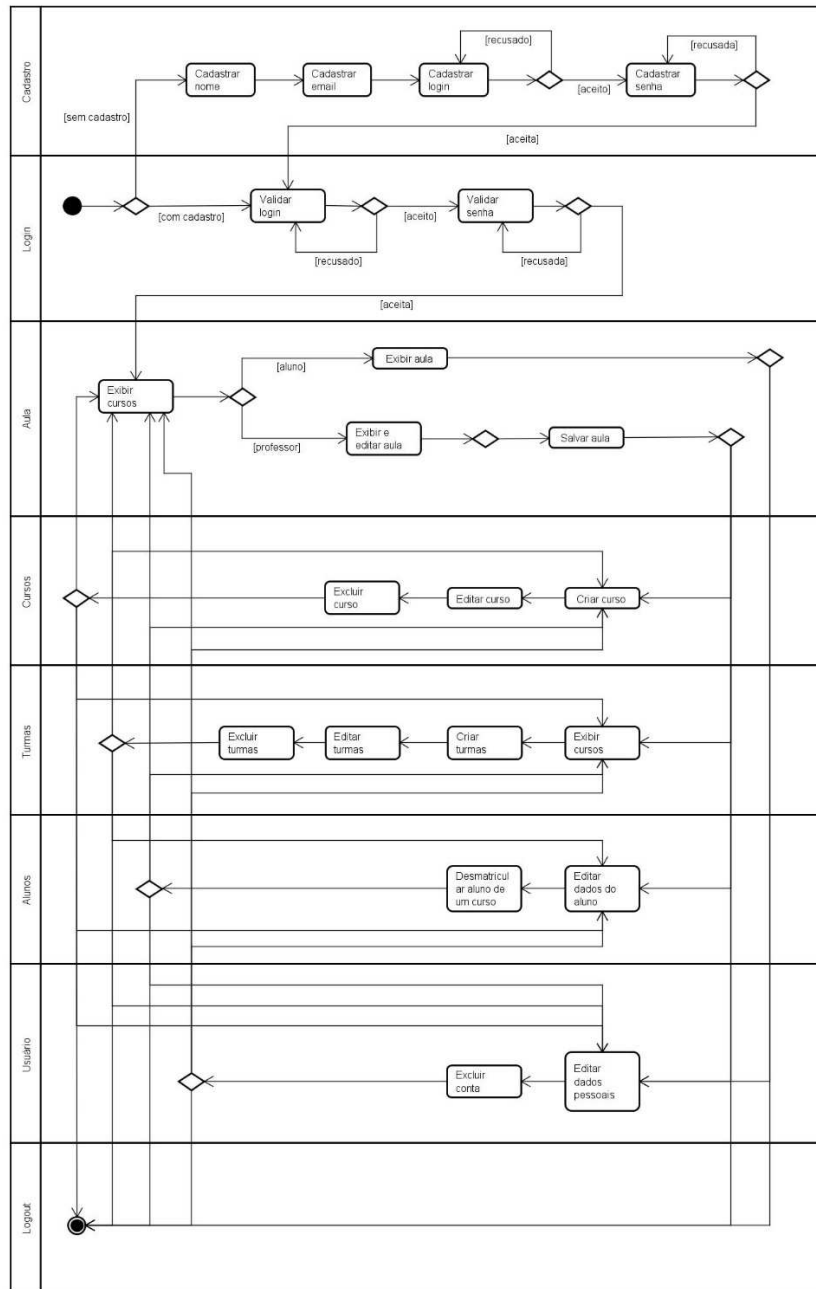 Cadastro
[recusado]
[recusada]
Cadastrar
nome
Cadastrar
email
Cadastrar
login
Cadastrar
senha
[aceito]
[sem cadastro]
[aceita]
Login
Validar
login
Validar
senha
[com cadastro]
[aceito]
[recusado]
[recusada]
[aceita]
Aula
Exibir
cursos
[aluno]
Exibir aula
[professor]
Exibir e
editar aula
Salvar aula
Cursos
Excluir
curso
Editar curso
Criar curso
Turmas
Excluir
turmas
Editar
turmas
Criar
turmas
Exibir
cursos
Alunos
Desmatricul
ar aluno de
um curso
Editar
dados do
aluno
Usuário
Excluir
conta
Editar
dados
pessoais
Logout